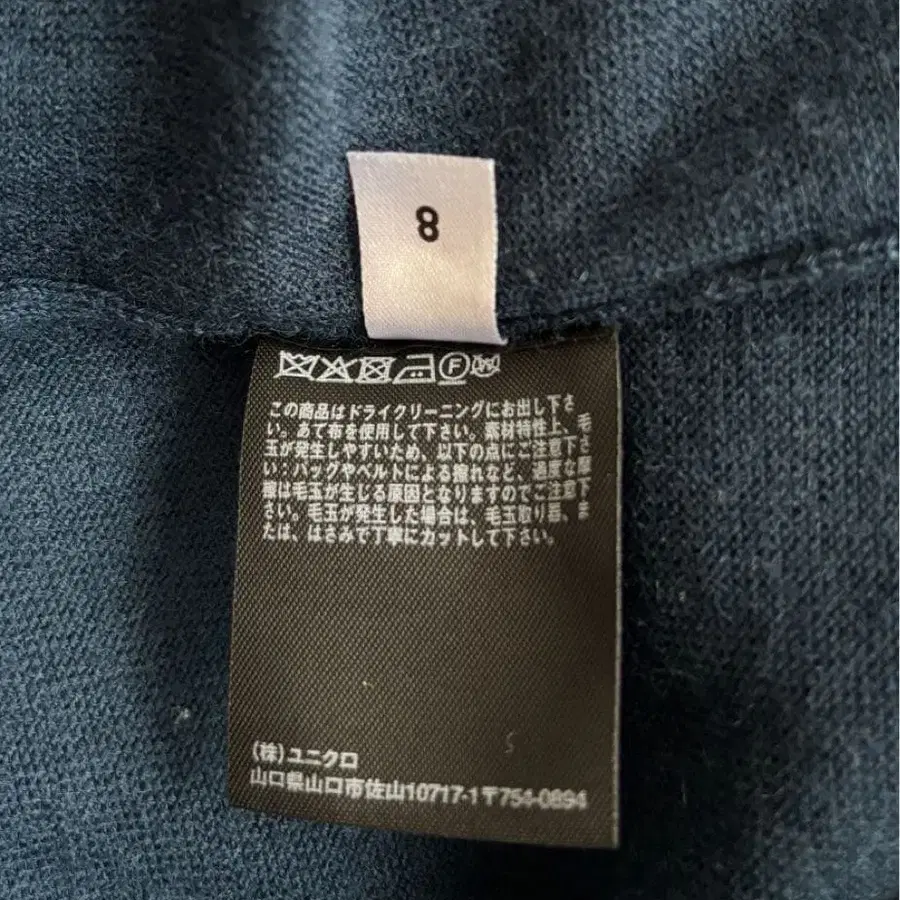 8
この商品はドライクリーニングにお出し下さ
い。あて布を使用して下さい。素材特性上、毛
玉が発生しやすいため、以下の点にご注意下さ
い：バッグやベルトによる擦れなど、過度な摩
擦は毛玉が生じる原因となりますのでご注意下
さい。毛玉が発生した場合は、毛玉取り器、ま
たは、はさみで丁寧にカットして下さい。
(株)ユニクロ
山口県山口市佐山10717-1〒754-0894